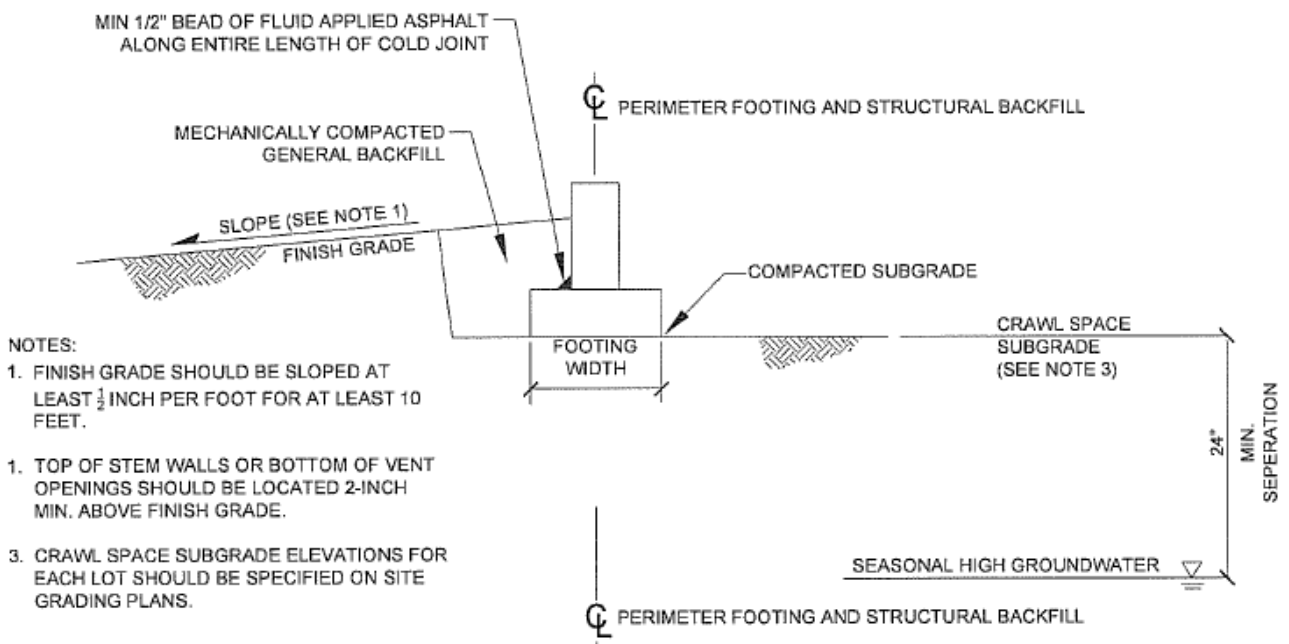 MIN 1/2" BEAD OF FLUID APPLIED ASPHALT
ALONG ENTIRE LENGTH OF COLD JOINT
℄ PERIMETER FOOTING AND STRUCTURAL BACKFILL
MECHANICALLY COMPACTED
GENERAL BACKFILL
SLOPE (SEE NOTE 1)
FINISH GRADE
COMPACTED SUBGRADE
FOOTING
WIDTH
CRAWL SPACE
SUBGRADE
(SEE NOTE 3)
24"
MIN.
SEPERATION
NOTES:
1. FINISH GRADE SHOULD BE SLOPED AT
LEAST 1/2 INCH PER FOOT FOR AT LEAST 10
FEET.
1. TOP OF STEM WALLS OR BOTTOM OF VENT
OPENINGS SHOULD BE LOCATED 2-INCH
MIN. ABOVE FINISH GRADE.
3. CRAWL SPACE SUBGRADE ELEVATIONS FOR
EACH LOT SHOULD BE SPECIFIED ON SITE
GRADING PLANS.
SEASONAL HIGH GROUNDWATER
℄ PERIMETER FOOTING AND STRUCTURAL BACKFILL